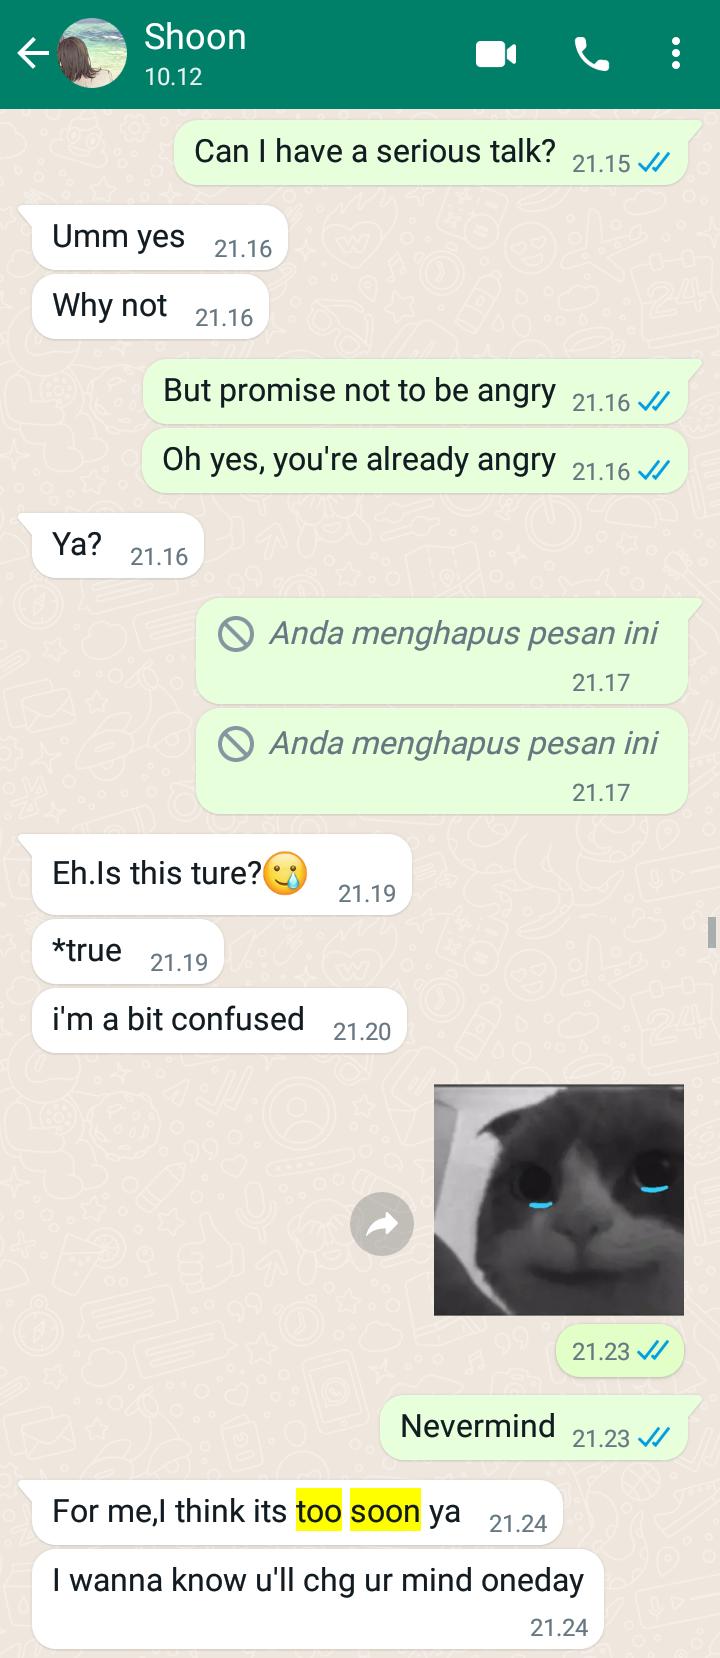 Shoon
10.12
Can I have a serious talk? 21.15
Umm yes 21.16
Why not 21.16
But promise not to be angry 21.16
Oh yes, you're already angry 21.16
Ya? 21.16
Anda menghapus pesan ini
21.17
Anda menghapus pesan ini
21.17
Eh.Is this ture?🥲 21.19
*true 21.19
i'm a bit confused 21.20
21.23
Nevermind 21.23
For me,I think its too soon ya 21.24
I wanna know u'll chg ur mind oneday
21.24